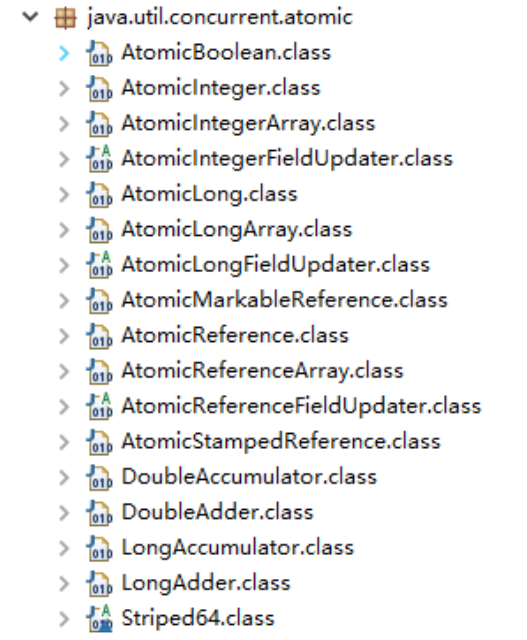 java.util.concurrent.atomic
AtomicBoolean.class
AtomicInteger.class
AtomicIntegerArray.class
AtomicIntegerFieldUpdater.class
AtomicLong.class
AtomicLongArray.class
AtomicLongFieldUpdater.class
AtomicMarkableReference.class
AtomicReference.class
AtomicReferenceArray.class
AtomicReferenceFieldUpdater.class
AtomicStampedReference.class
DoubleAccumulator.class
DoubleAdder.class
LongAccumulator.class
LongAdder.class
Striped64.class